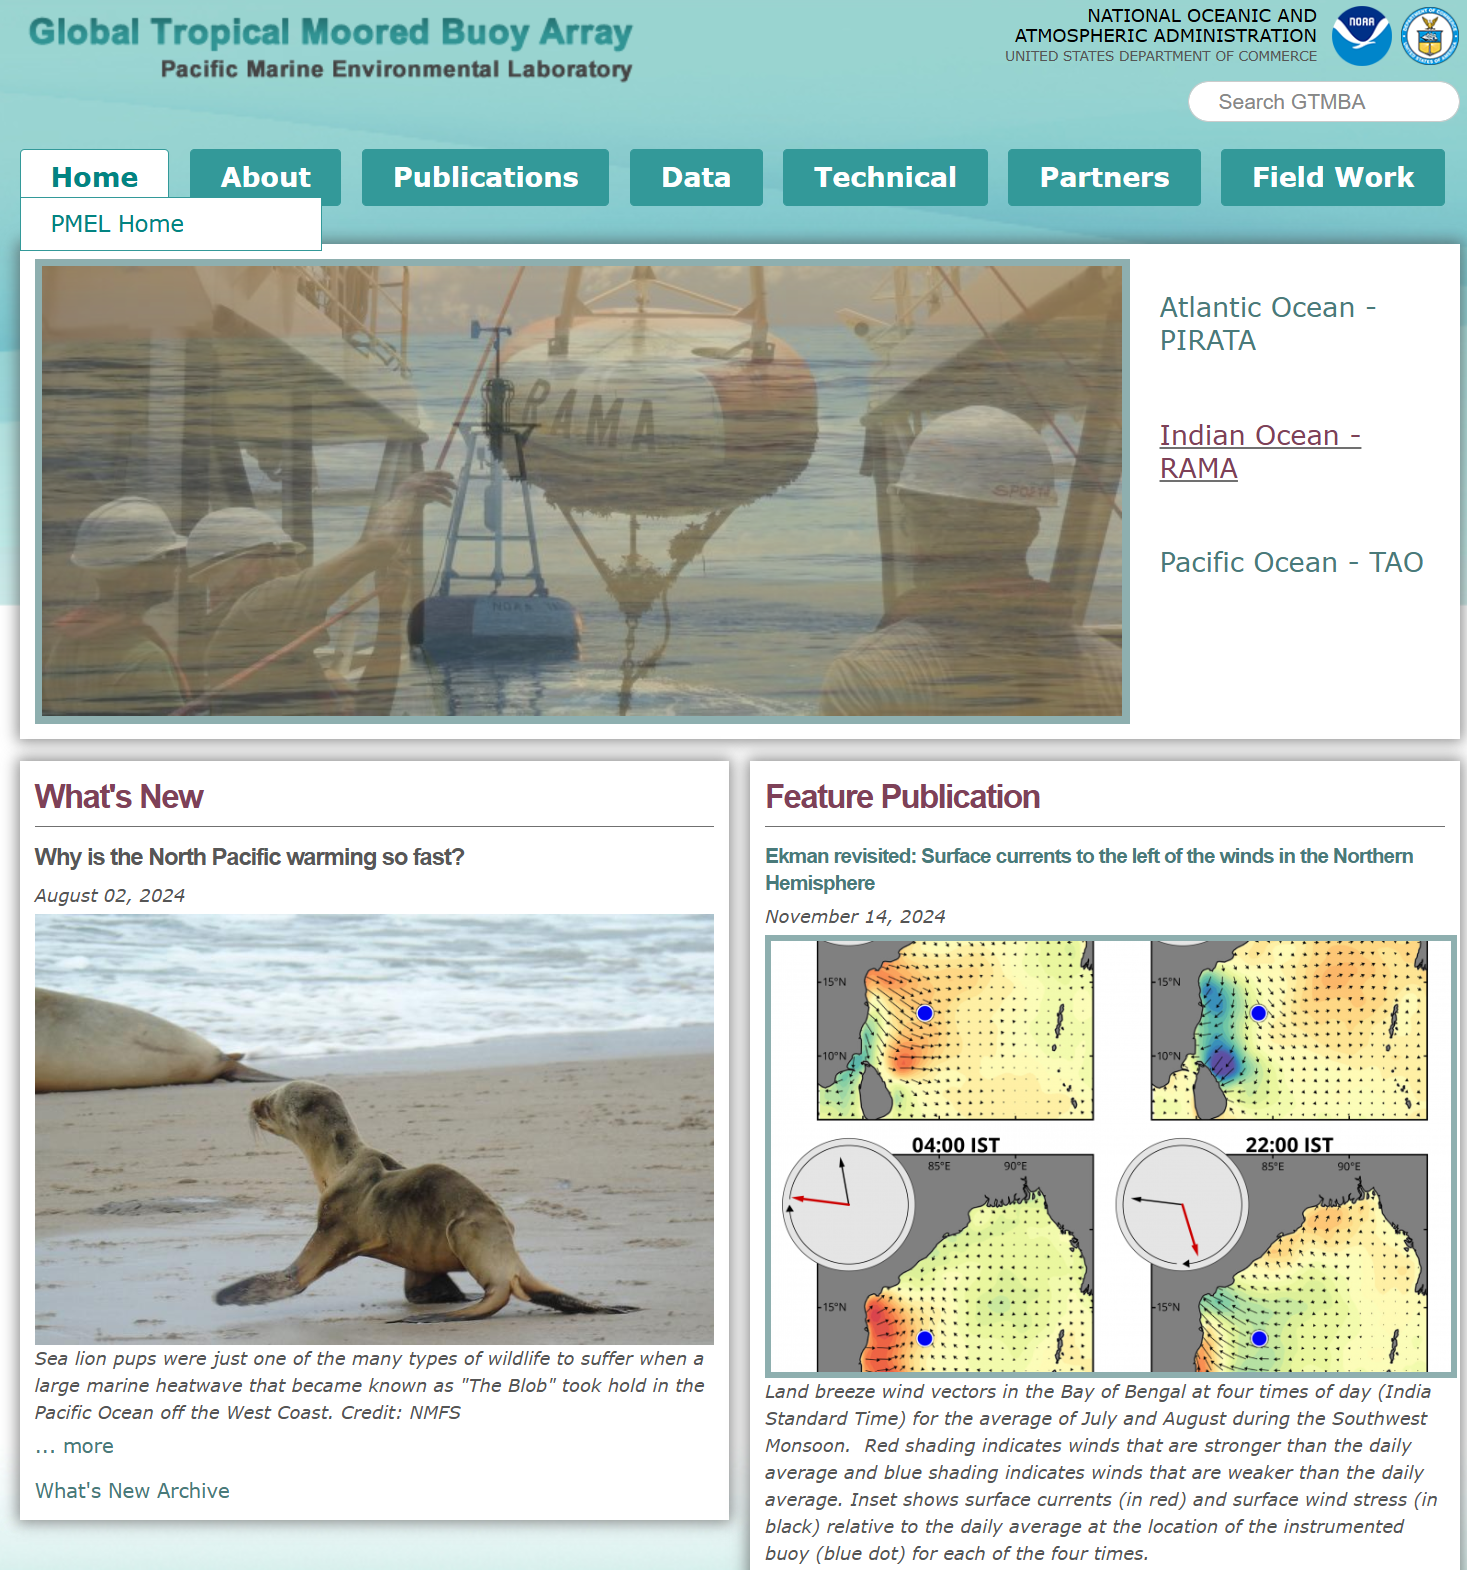 Global Tropical Moored Buoy Array
Pacific Marine Environmental Laboratory
NATIONAL OCEANIC AND
ATMOSPHERIC ADMINISTRATION
UNITED STATES DEPARTMENT OF COMMERCE
NOAA
Search GTMBA
Home
About
Publications
Data
Technical
Partners
Field Work
PMEL Home
RAMA
SPORT
NOAA
Atlantic Ocean -
PIRATA
Indian Ocean -
RAMA
Pacific Ocean - TAO
What's New
Why is the North Pacific warming so fast?
August 02, 2024
Sea lion pups were just one of the many types of wildlife to suffer when a
large marine heatwave that became known as "The Blob" took hold in the
Pacific Ocean off the West Coast. Credit: NMFS
... more
What's New Archive
Feature Publication
Ekman revisited: Surface currents to the left of the winds in the Northern
Hemisphere
November 14, 2024
15°N
10°N
15°N
10°N
04:00 IST
85°E 90°E
15°N
22:00 IST
85°E 90°E
15°N
Land breeze wind vectors in the Bay of Bengal at four times of day (India
Standard Time) for the average of July and August during the Southwest
Monsoon.  Red shading indicates winds that are stronger than the daily
average and blue shading indicates winds that are weaker than the daily
average. Inset shows surface currents (in red) and surface wind stress (in
black) relative to the daily average at the location of the instrumented
buoy (blue dot) for each of the four times.